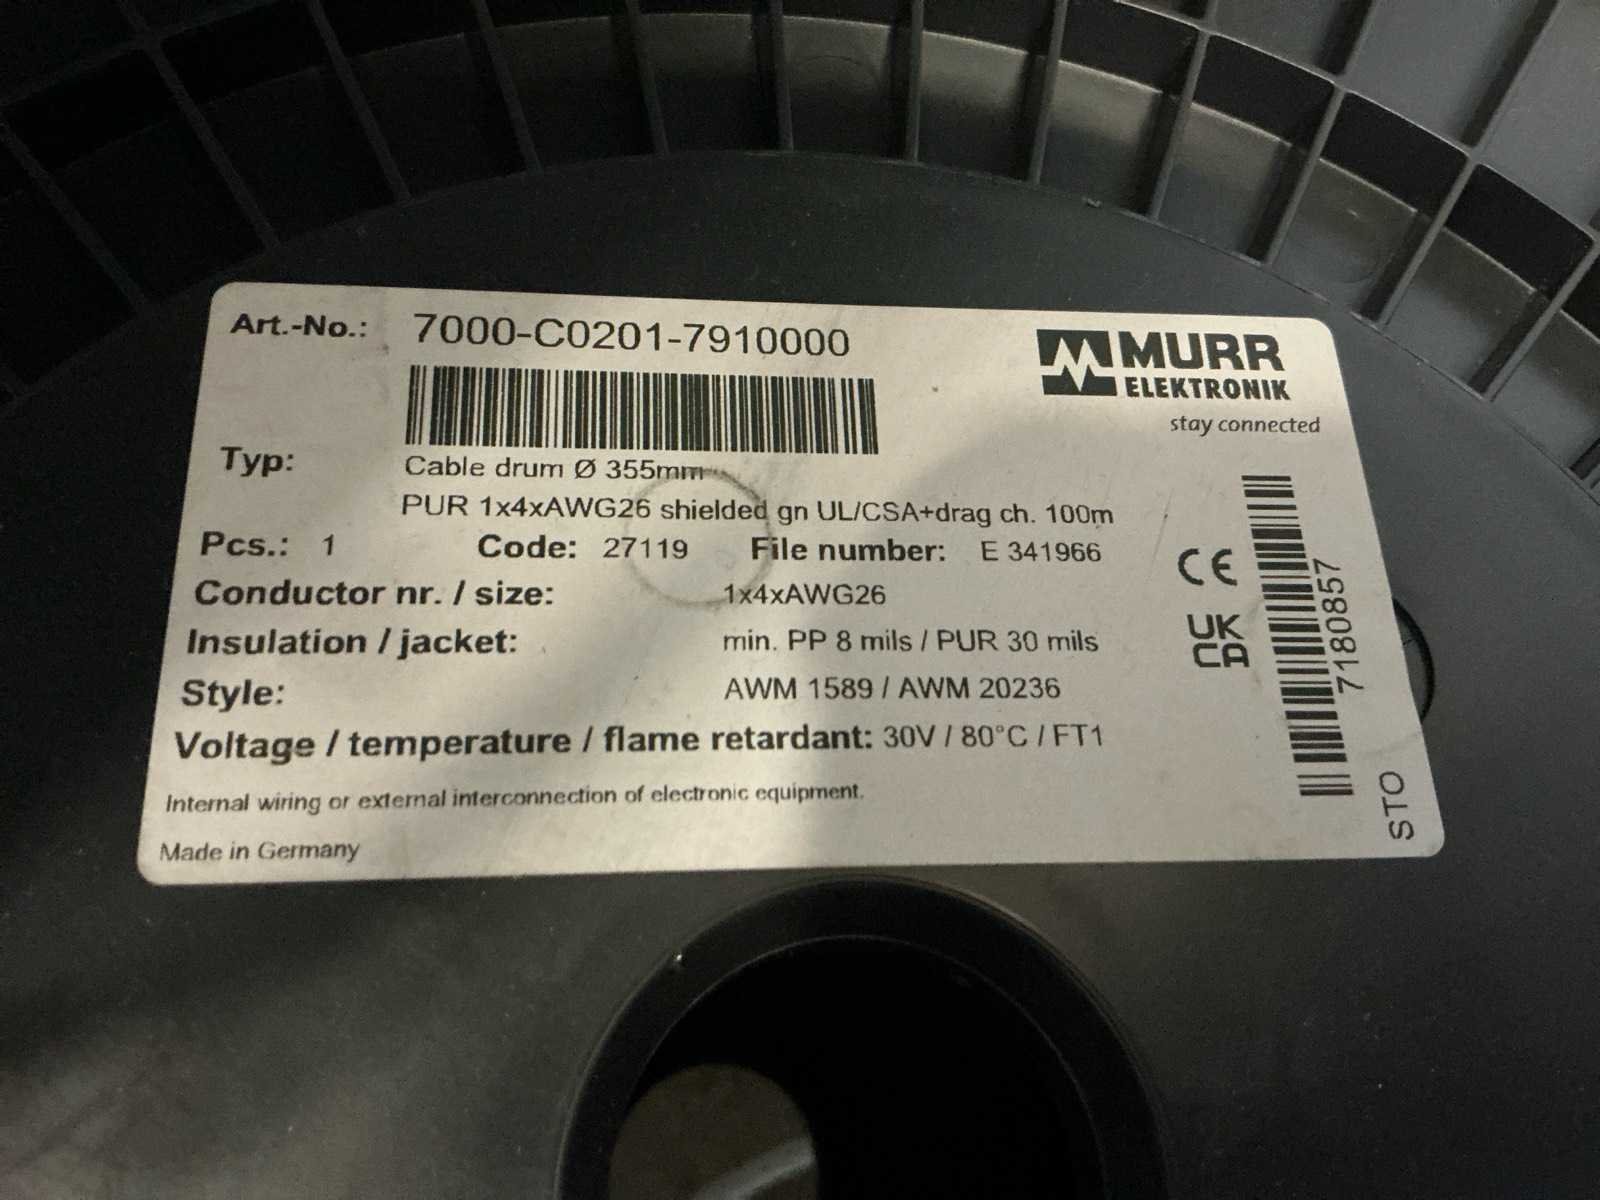 Art.-No.: 7000-C0201-7910000
MURR
ELEKTRONIK
stay connected
Typ: Cable drum Ø 355mm
PUR 1x4xAWG26 shielded gn UL/CSA+drag ch. 100m
Pcs.: 1 Code: 27119 File number: E 341966
Conductor nr. / size: 1x4xAWG26
Insulation / jacket: min. PP 8 mils / PUR 30 mils
Style: AWM 1589 / AWM 20236
Voltage / temperature / flame retardant: 30V / 80°C / FT1
Internal wiring or external interconnection of electronic equipment.
Made in Germany
CE
UK
CA
7180857
STO